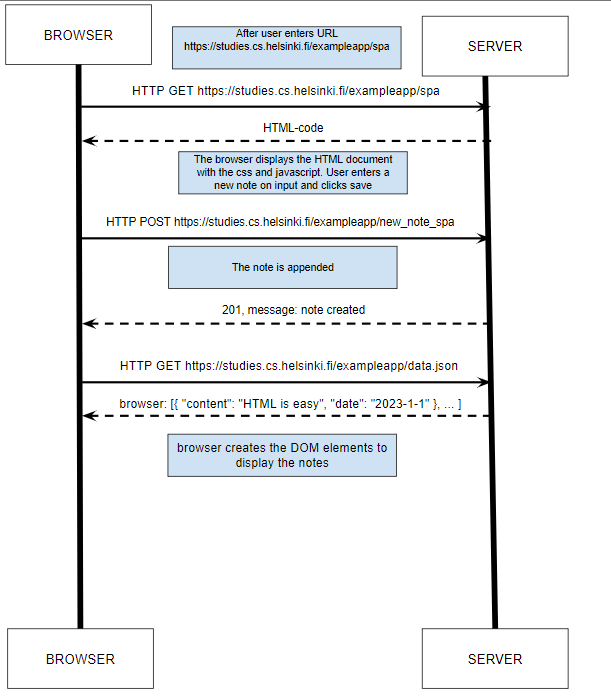 BROWSER
After user enters URL
https://studies.cs.helsinki.fi/exampleapp/spa
SERVER
HTTP GET https://studies.cs.helsinki.fi/exampleapp/spa
HTML-code
The browser displays the HTML document
with the css and javascript. User enters a
new note on input and clicks save
HTTP POST https://studies.cs.helsinki.fi/exampleapp/new_note_spa
The note is appended
201, message: note created
HTTP GET https://studies.cs.helsinki.fi/exampleapp/data.json
browser: [{ "content": "HTML is easy", "date": "2023-1-1" }, ... ]
browser creates the DOM elements to
display the notes
BROWSER
SERVER